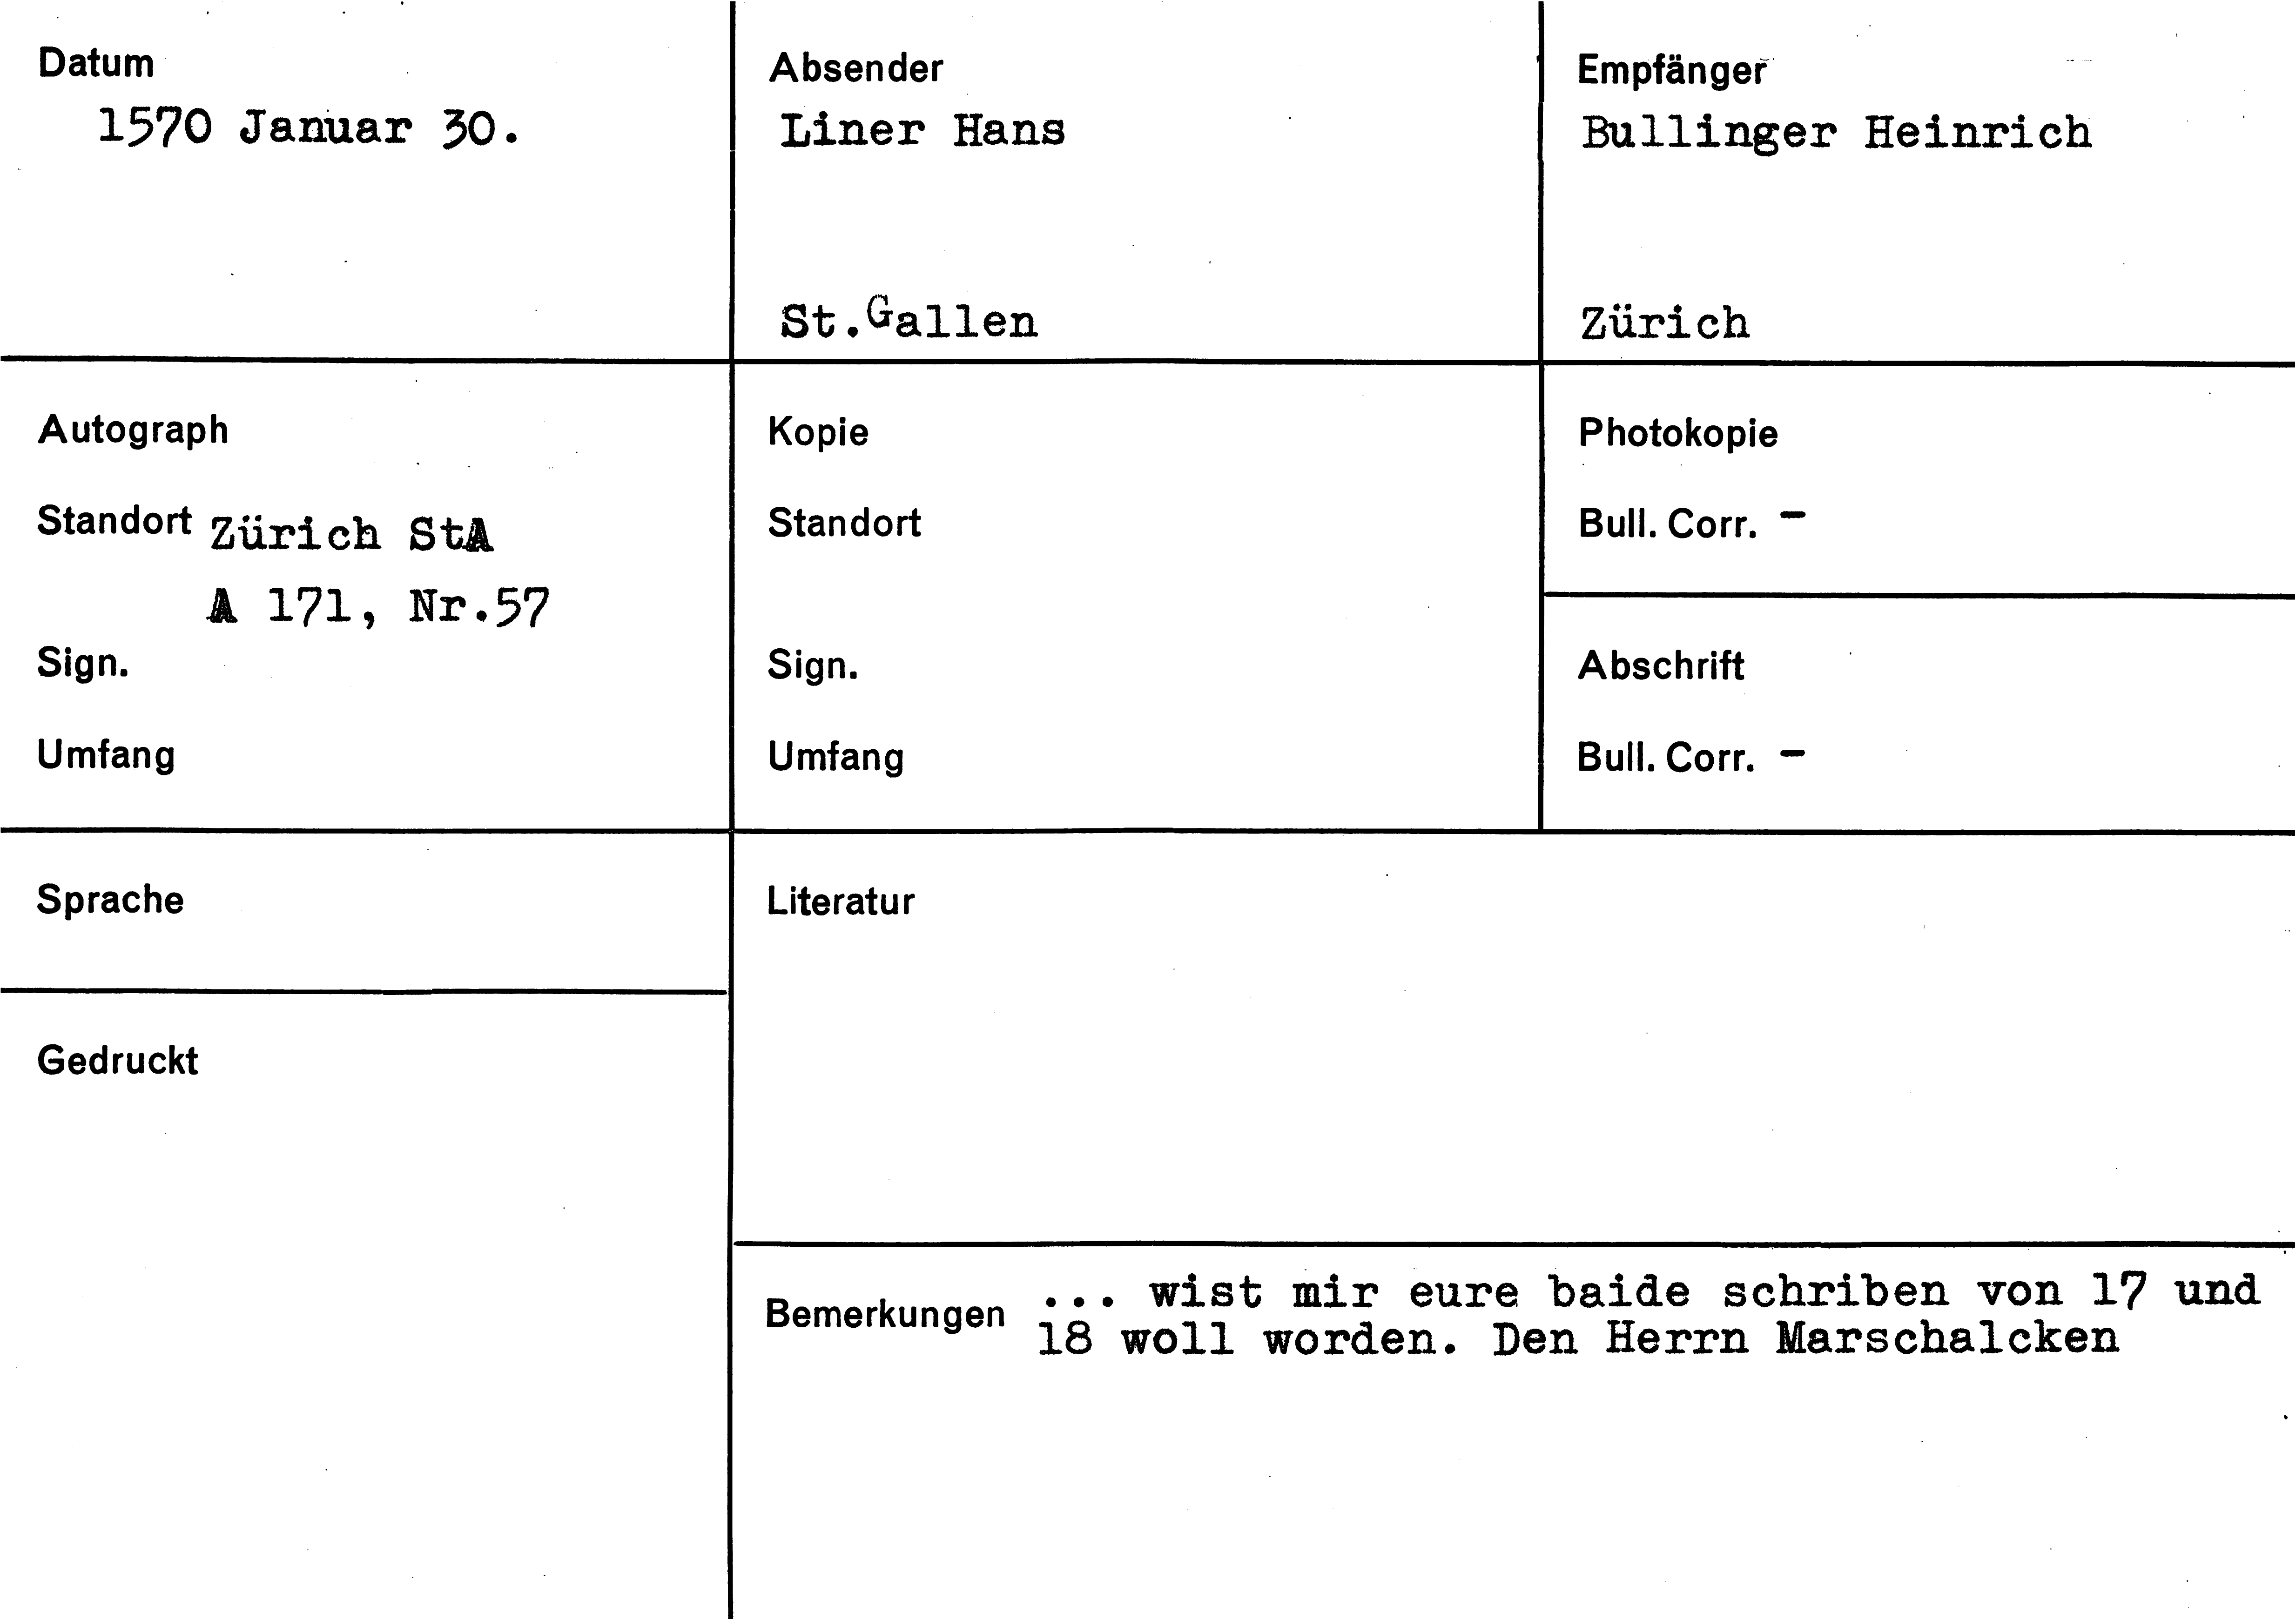 Datum
1570 Januar 30.
Absender
Liner Hans
St.Gallen
Empfänger
Bullinger Heinrich
Zürich
Autograph
Standort Zürich StA
A 171, Nr.57
Sign.
Umfang
Kopie
Standort
Sign.
Umfang
Photokopie
Bull. Corr. -
Abschrift
Bull. Corr. -
Sprache
Gedruckt
Literatur
Bemerkungen ... wist mir eure baide schriben von 17 und
18 woll worden. Den Herrn Marschalcken